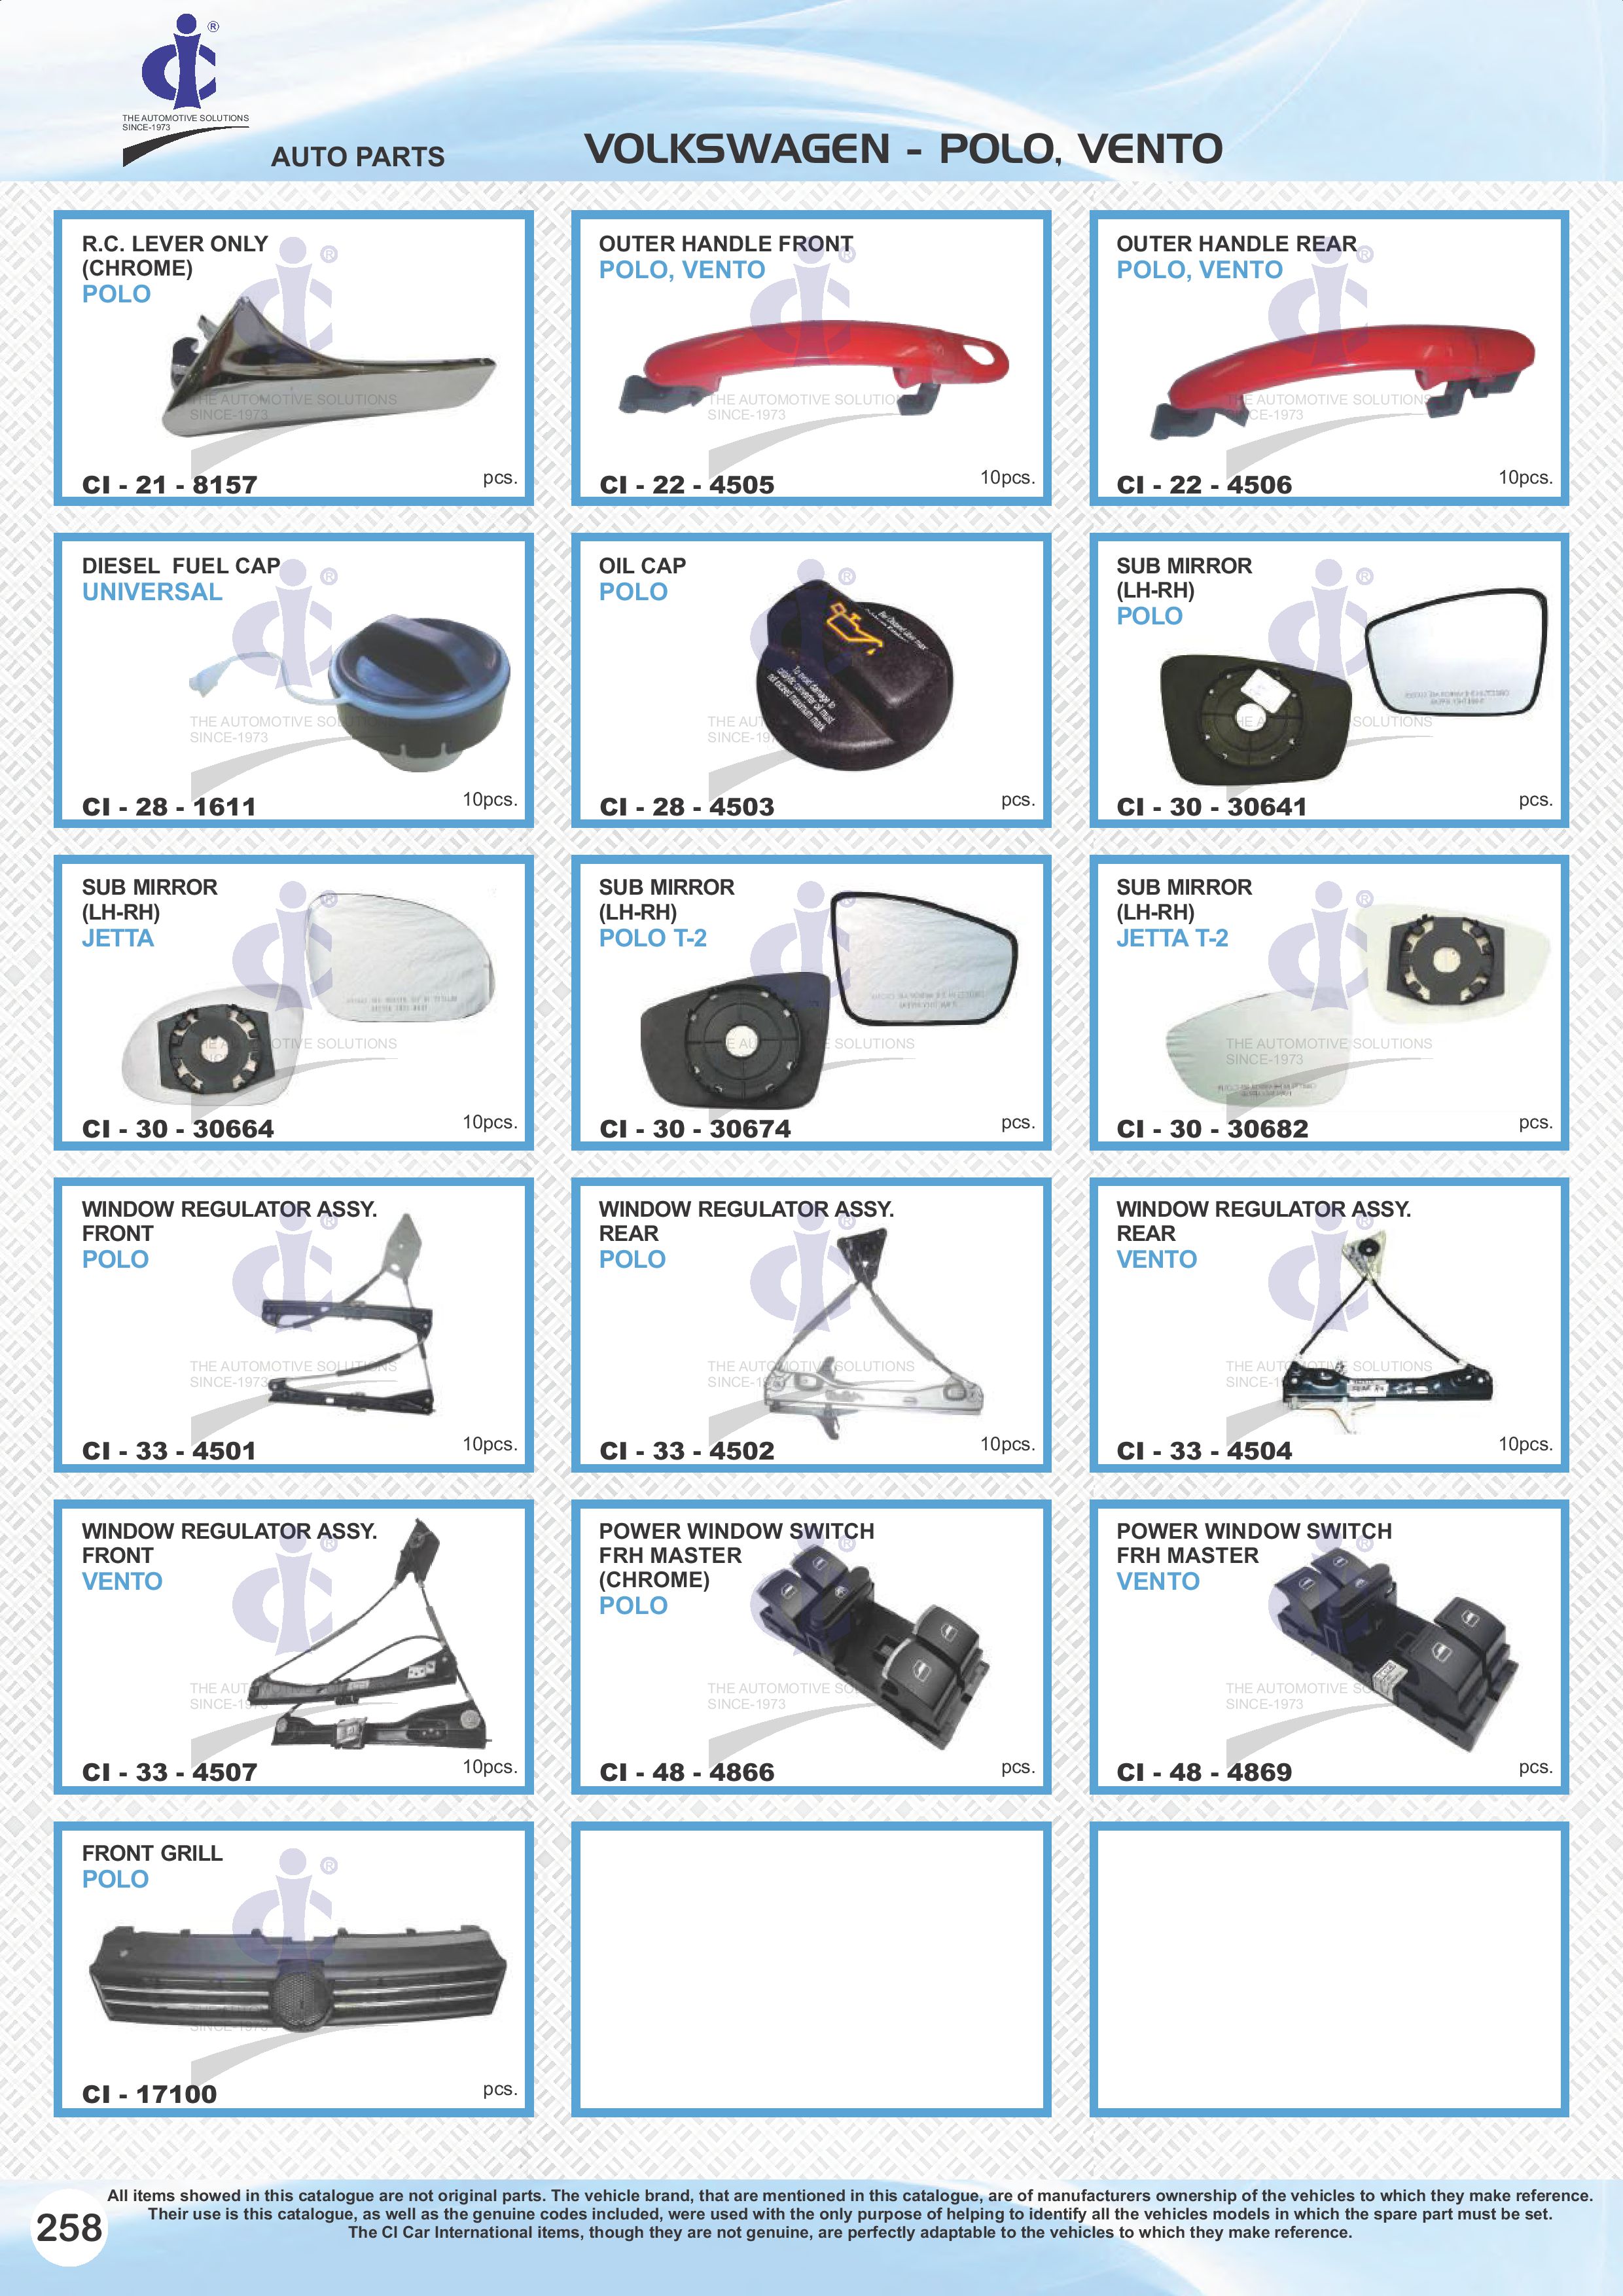 ®
THE AUTOMOTIVE SOLUTIONS
SINCE-1973
AUTO PARTS
VOLKSWAGEN - POLO, VENTO
R.C. LEVER ONLY
(CHROME)
POLO
CI - 21 - 8157
pcs.
OUTER HANDLE FRONT
POLO, VENTO
CI - 22 - 4505
10pcs.
OUTER HANDLE REAR
POLO, VENTO
CI - 22 - 4506
10pcs.
DIESEL FUEL CAP
UNIVERSAL
CI - 28 - 1611
10pcs.
OIL CAP
POLO
To avoid damage to
catalytic converter oil must
not exceed maximum mark
CI - 28 - 4503
pcs.
SUB MIRROR
(LH-RH)
POLO
CI - 30 - 30641
pcs.
SUB MIRROR
(LH-RH)
JETTA
CI - 30 - 30664
10pcs.
SUB MIRROR
(LH-RH)
POLO T-2
CI - 30 - 30674
pcs.
SUB MIRROR
(LH-RH)
JETTA T-2
CI - 30 - 30682
pcs.
WINDOW REGULATOR ASSY.
FRONT
POLO
CI - 33 - 4501
10pcs.
WINDOW REGULATOR ASSY.
REAR
POLO
CI - 33 - 4502
10pcs.
WINDOW REGULATOR ASSY.
REAR
VENTO
CI - 33 - 4504
10pcs.
WINDOW REGULATOR ASSY.
FRONT
VENTO
CI - 33 - 4507
10pcs.
POWER WINDOW SWITCH
FRH MASTER
(CHROME)
POLO
CI - 48 - 4866
pcs.
POWER WINDOW SWITCH
FRH MASTER
VENTO
CI - 48 - 4869
pcs.
FRONT GRILL
POLO
CI - 17100
pcs.
258
All items showed in this catalogue are not original parts. The vehicle brand, that are mentioned in this catalogue, are of manufacturers ownership of the vehicles to which they make reference.
Their use is this catalogue, as well as the genuine codes included, were used with the only purpose of helping to identify all the vehicles models in which the spare part must be set.
The CI Car International items, though they are not genuine, are perfectly adaptable to the vehicles to which they make reference.